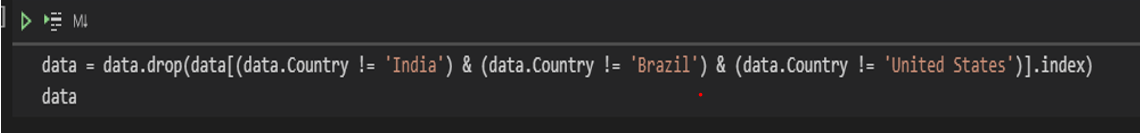 M↓
data = data.drop(data[(data.Country != 'India') & (data.Country != 'Brazil') & (data.Country != 'United States')].index)
data